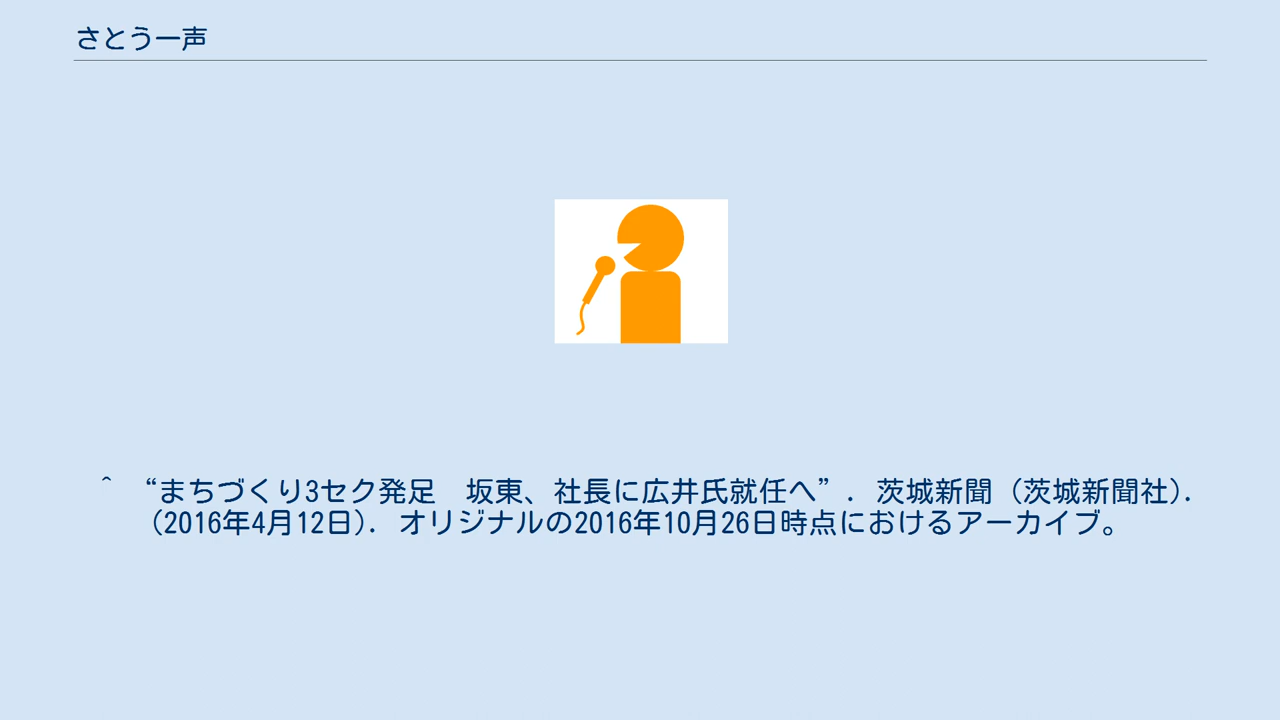 さとう一声
^ “まちづくり3セク発足　坂東、社長に広井氏就任へ”. 茨城新聞 (茨城新聞社).
(2016年4月12日). オリジナルの2016年10月26日時点におけるアーカイブ。